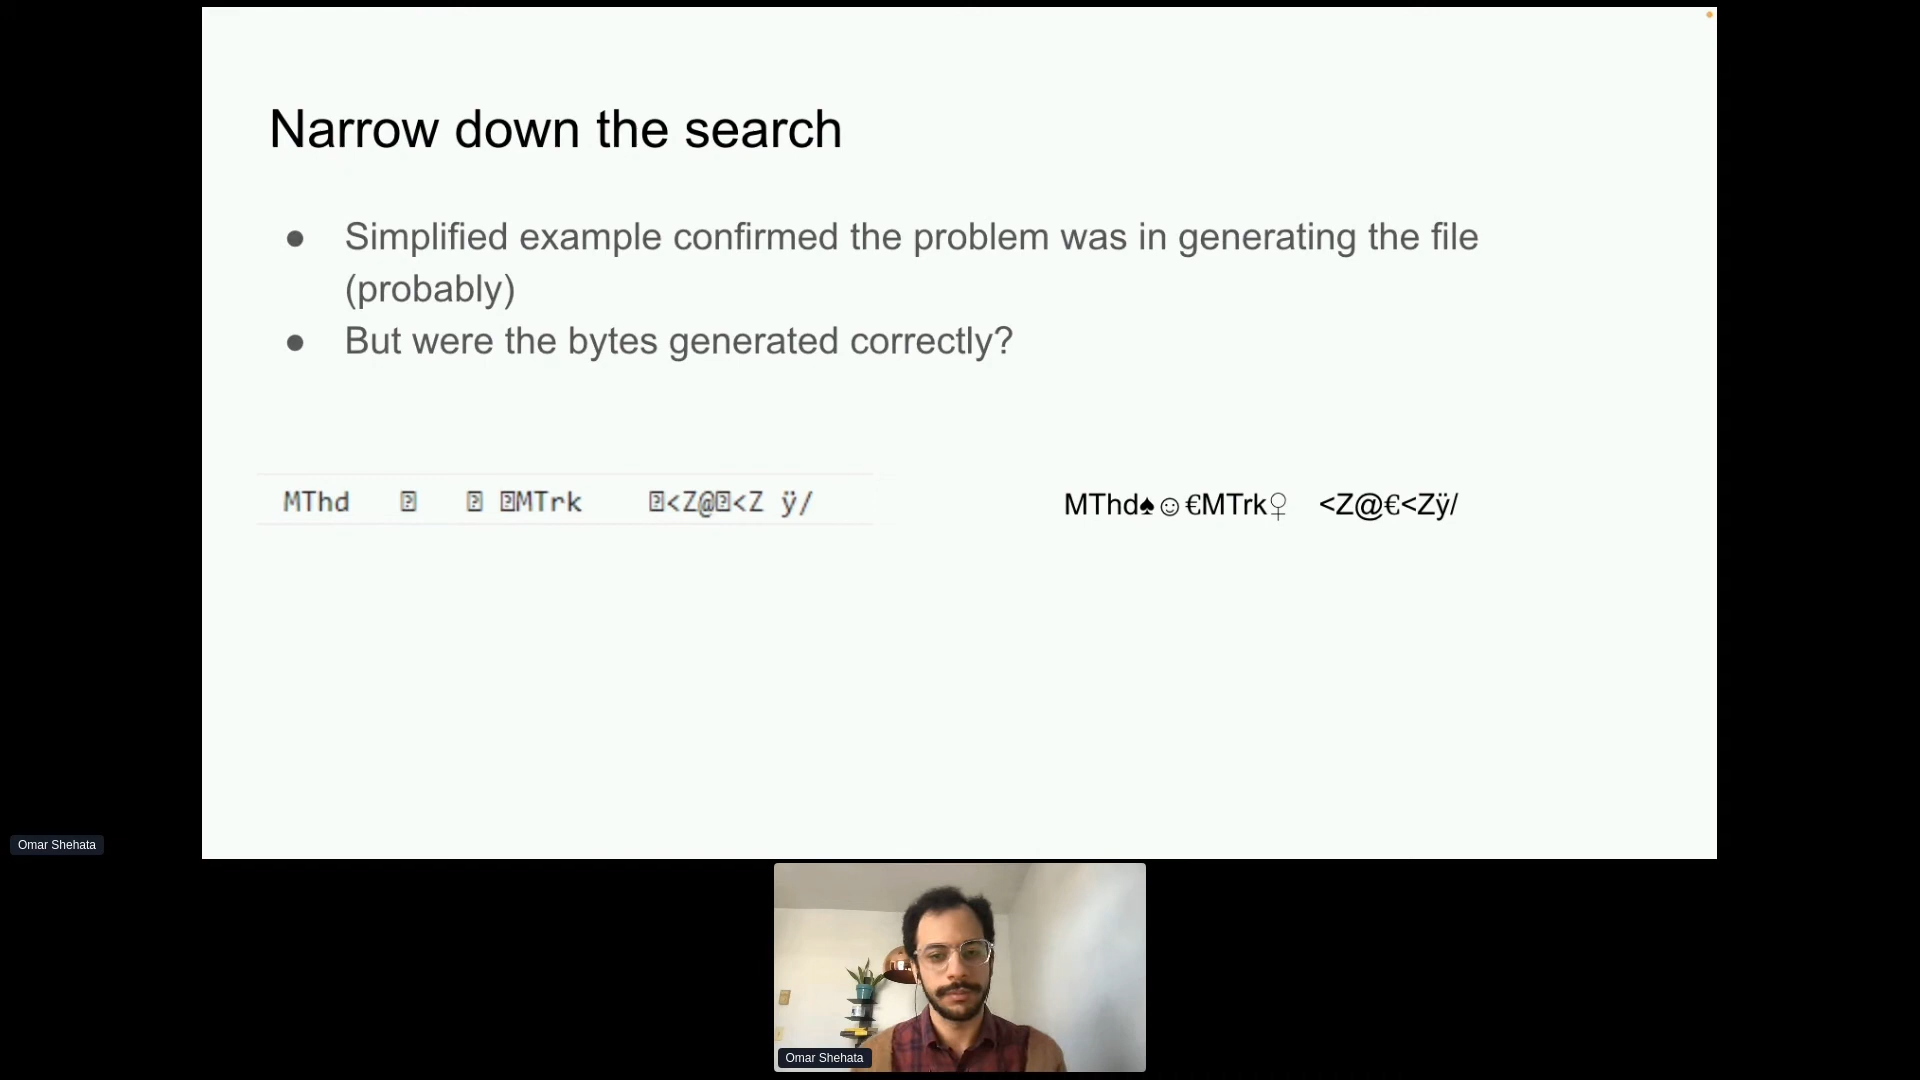 Narrow down the search
● Simplified example confirmed the problem was in generating the file
(probably)
● But were the bytes generated correctly?
MThd   ⍰   ⍰ ⍰MTrk    ⍰<Z@⍰<Z ÿ/
MThd♠☺€MTrk♀ <Z@€<Zÿ/
Omar Shehata
Omar Shehata